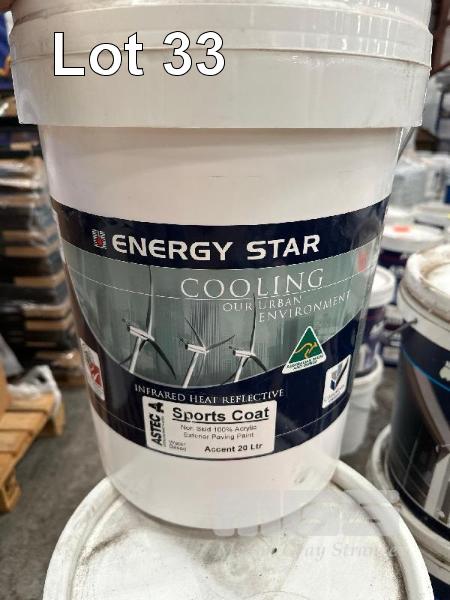 Lot 33
ENERGY STAR
COOLING
OUR URBAN
ENVIRONMENT
INFRARED HEAT REFLECTIVE
ASTEC A
Water Based
Sports Coat
Non Skid 100% Acrylic
Exterior Paving Paint
Accent 20 Ltr